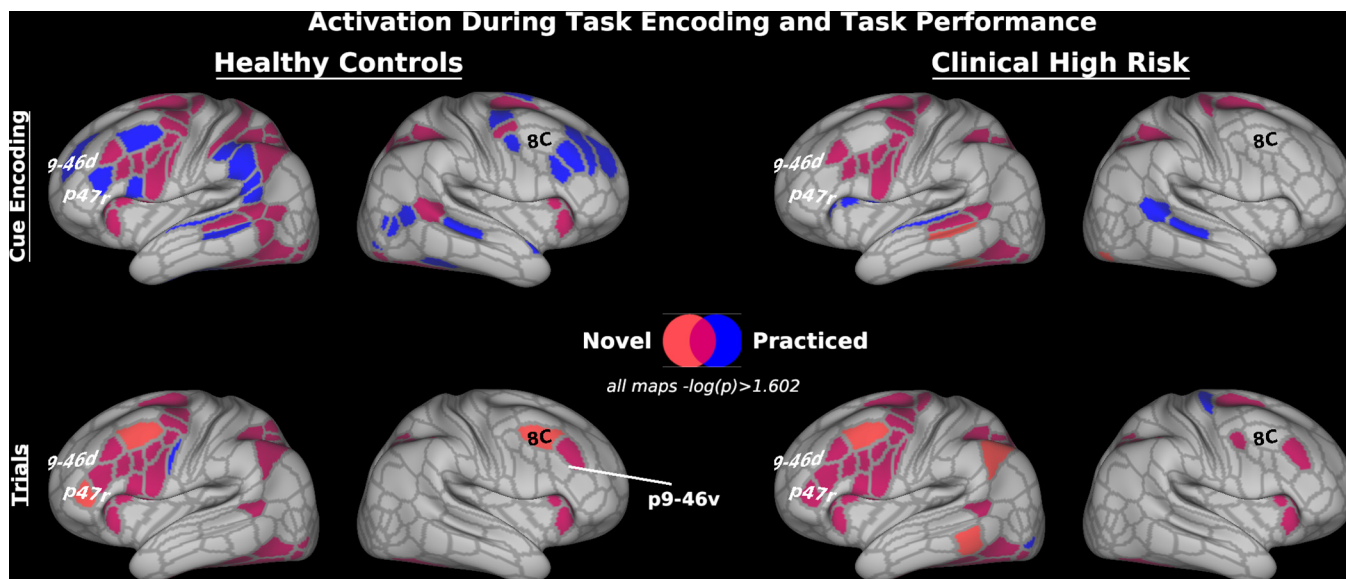 Activation During Task Encoding and Task Performance
Healthy Controls
Clinical High Risk
Cue Encoding
9-46d
p47r
8C
9-46d
p47r
8C
Novel
Practiced
all maps -log(p)>1.602
Trials
9-46d
p47r
8C
p9-46v
9-46d
p47r
8C